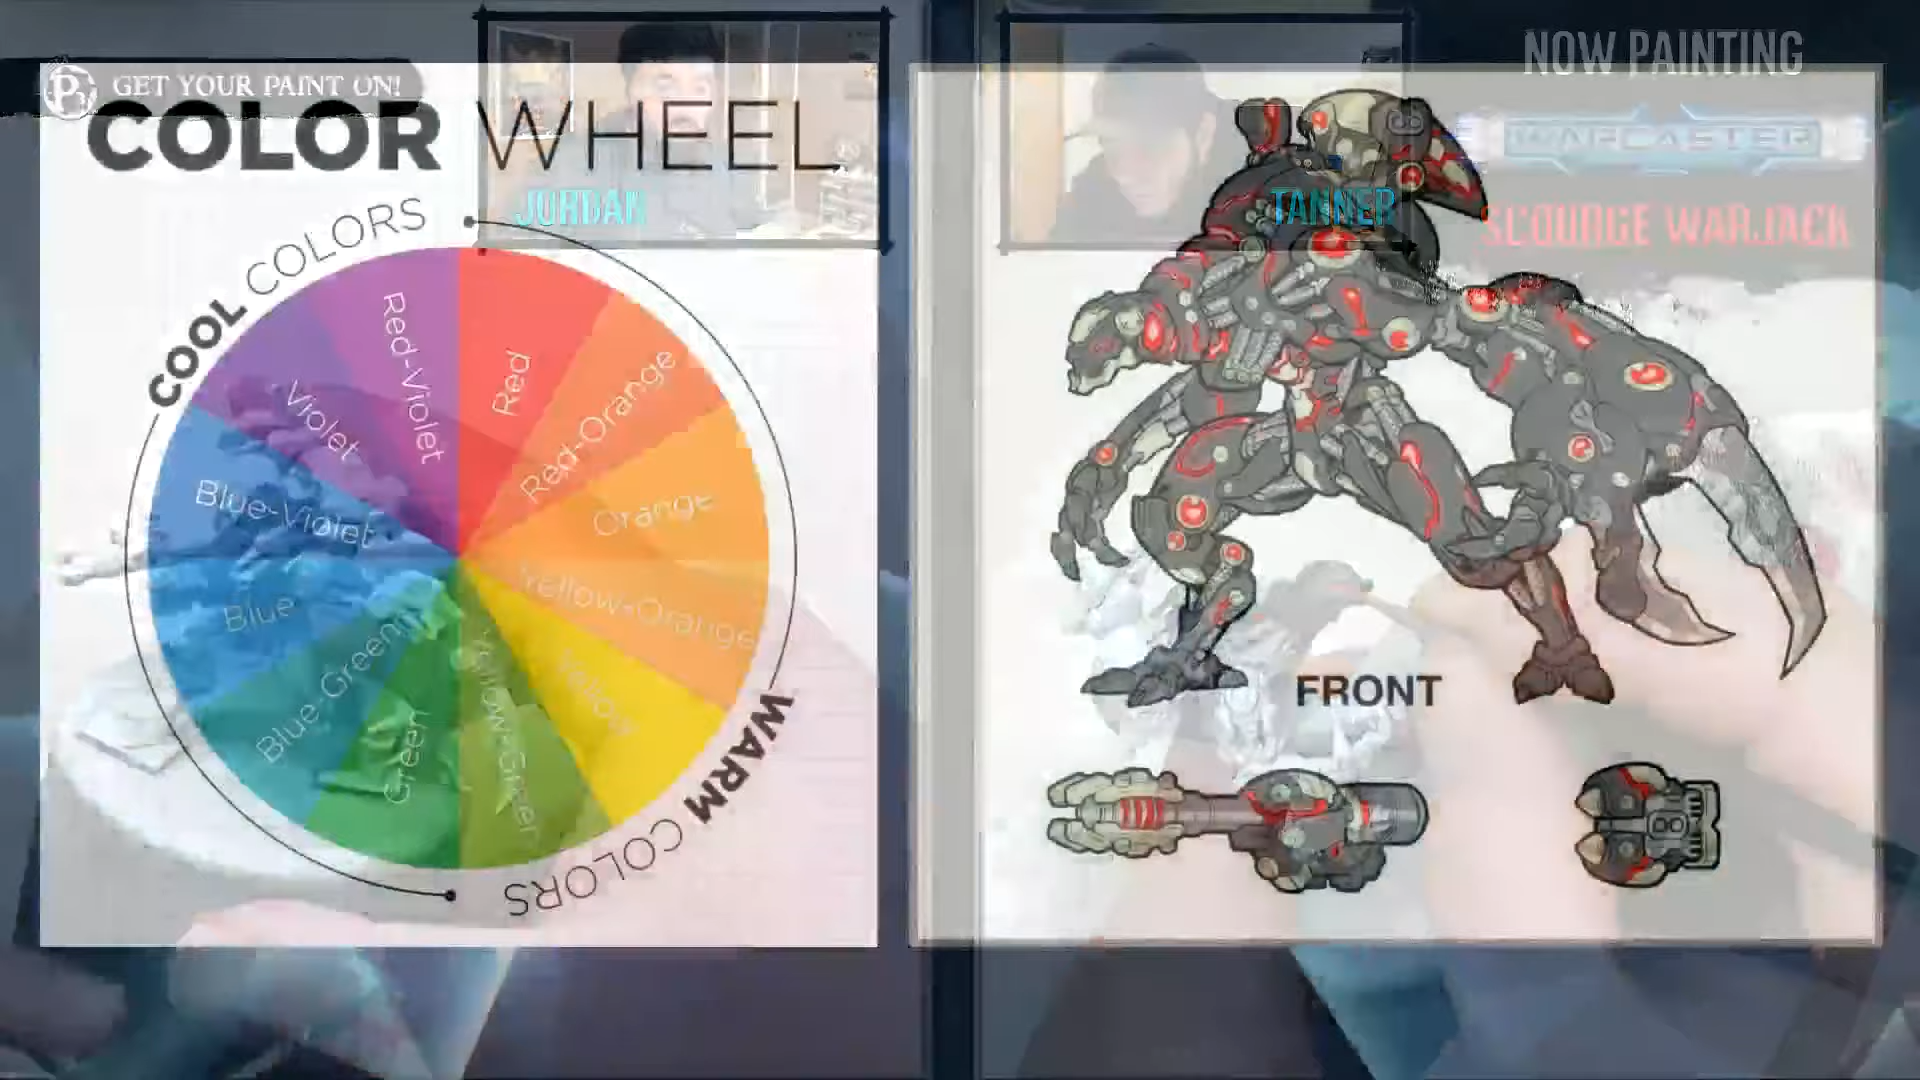 GET YOUR PAINT ON!
COLOR WHEEL
JORDAN
TANNER
NOW PAINTING
WARCASTER
SCOURGE WARJACK
COOL COLORS
WARM COLORS
Red
Red-Orange
Orange
Yellow-Orange
Yellow
Yellow-Green
Green
Blue-Green
Blue
Blue-Violet
Violet
Red-Violet
FRONT